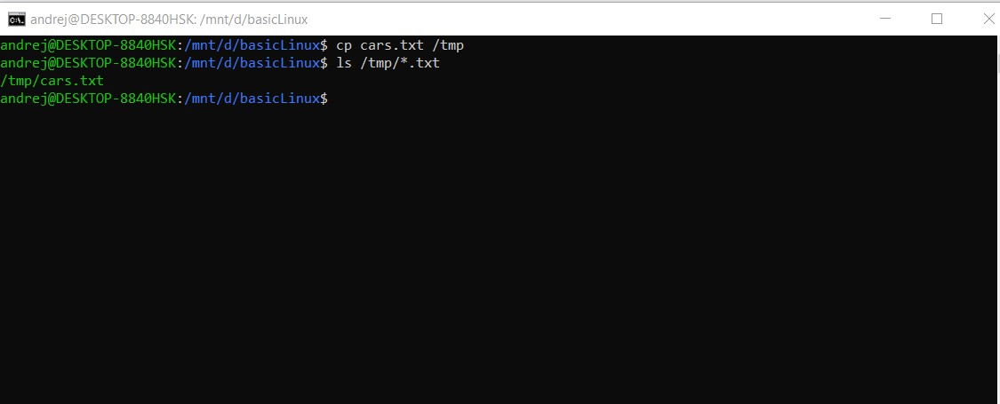 andrej@DESKTOP-8840HSK: /mnt/d/basicLinux
andrej@DESKTOP-8840HSK:/mnt/d/basicLinux$ cp cars.txt /tmp
andrej@DESKTOP-8840HSK:/mnt/d/basicLinux$ ls /tmp/*.txt
/tmp/cars.txt
andrej@DESKTOP-8840HSK:/mnt/d/basicLinux$